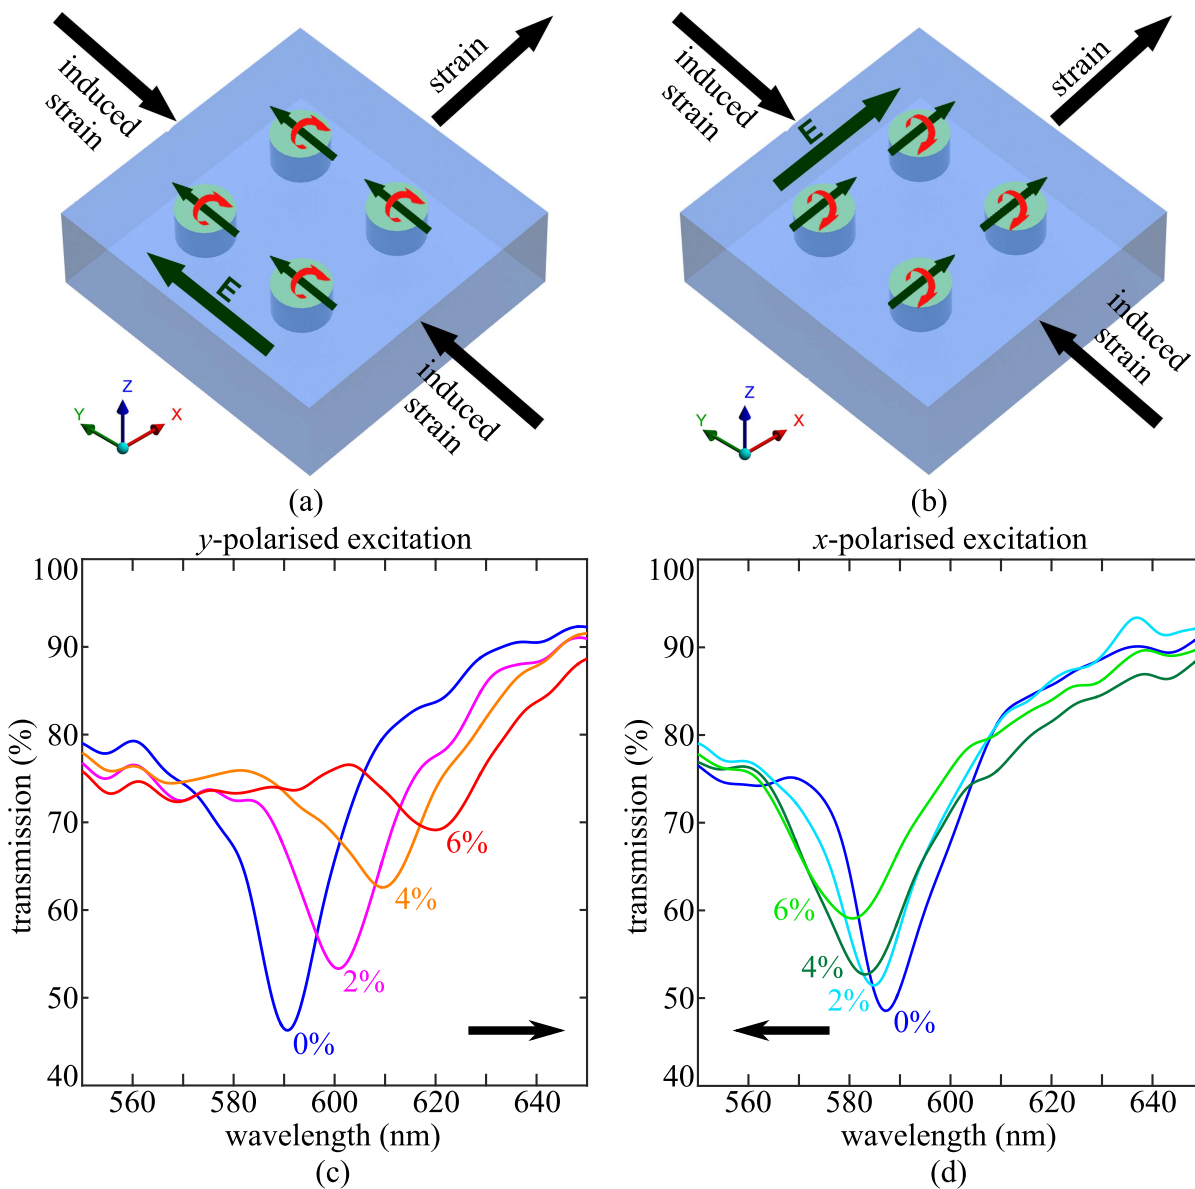 induced
strain
strain
E
induced
strain
Z
Y
X
(a)
induced
strain
strain
E
induced
strain
Z
Y
X
(b)
y-polarised excitation
100
90
80
70
60
50
40
transmission (%)
6%
4%
2%
0%
560
580
600
620
640
wavelength (nm)
(c)
x-polarised excitation
100
90
80
70
60
50
40
transmission (%)
6%
4%
2%
0%
560
580
600
620
640
wavelength (nm)
(d)